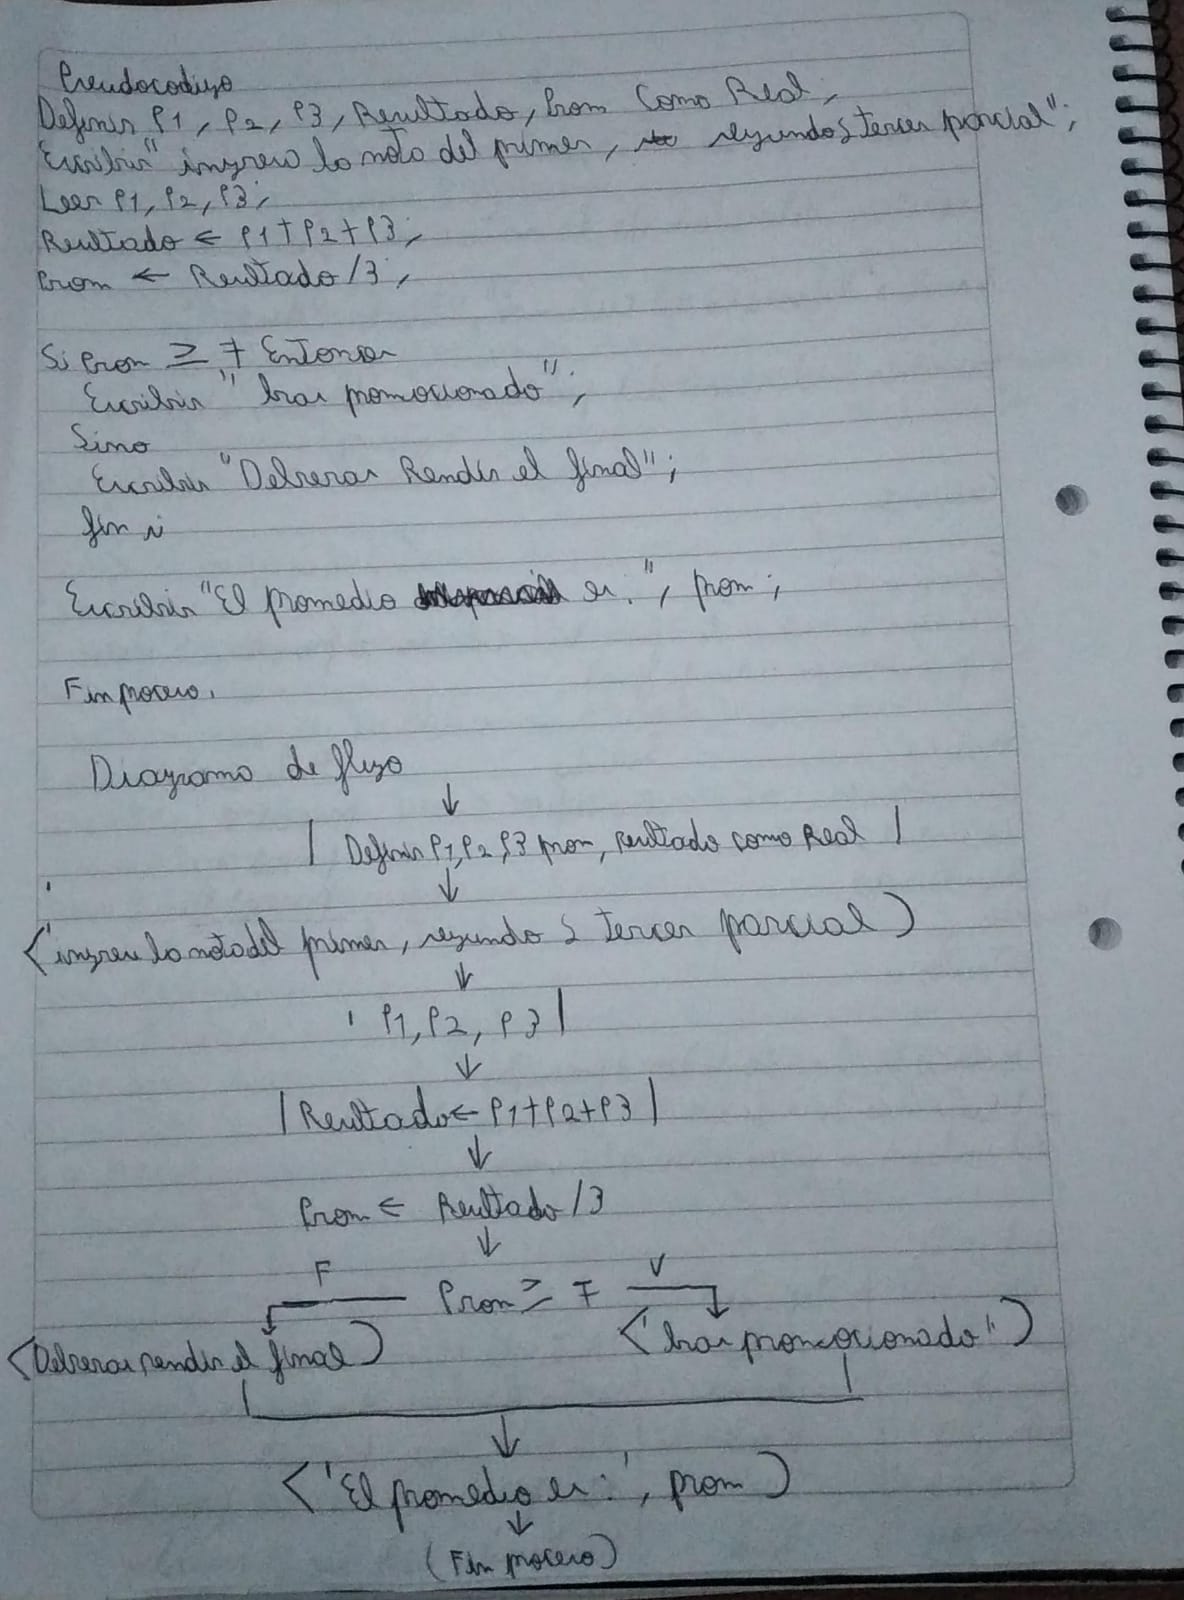 Pseudocodigo
Definir P1, P2, P3, Resultado, Prom Como Real;
Escribir "ingrese la nota del primer, segundo y tercer parcial";
Leer P1, P2, P3;
Resultado ← P1+P2+P3;
Prom ← Resultado/3;
Si Prom ≥ 7 Entonces
Escribir "has promocionado";
Sino
Escribir "Deberas Rendir el final";
fin si
Escribir "El promedio es:", prom;
Fin proceso.
Diagrama de flujo
Definir P1, P2, P3 prom, resultado como Real
ingrese la nota del primer, segundo y tercer parcial
P1, P2, P3
Resultado ← P1+P2+P3
Prom ← Resultado/3
F Prom ≥ 7 V
Deberas rendir el final 'has promocionado"
'El promedio es:', prom
(Fin proceso)